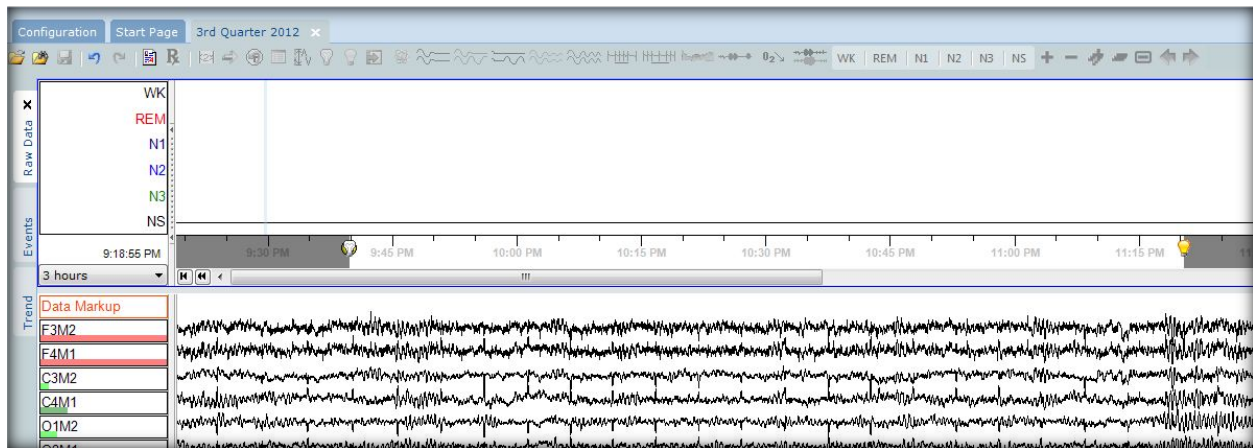 Configuration Start Page 3rd Quarter 2012 x
WK REM N1 N2 N3 NS
Raw Data
Events
Trend
WK
REM
N1
N2
N3
NS
9:18:55 PM 9:30 PM 9:45 PM 10:00 PM 10:15 PM 10:30 PM 10:45 PM 11:00 PM 11:15 PM 11
3 hours
Data Markup
F3M2
F4M1
C3M2
C4M1
O1M2